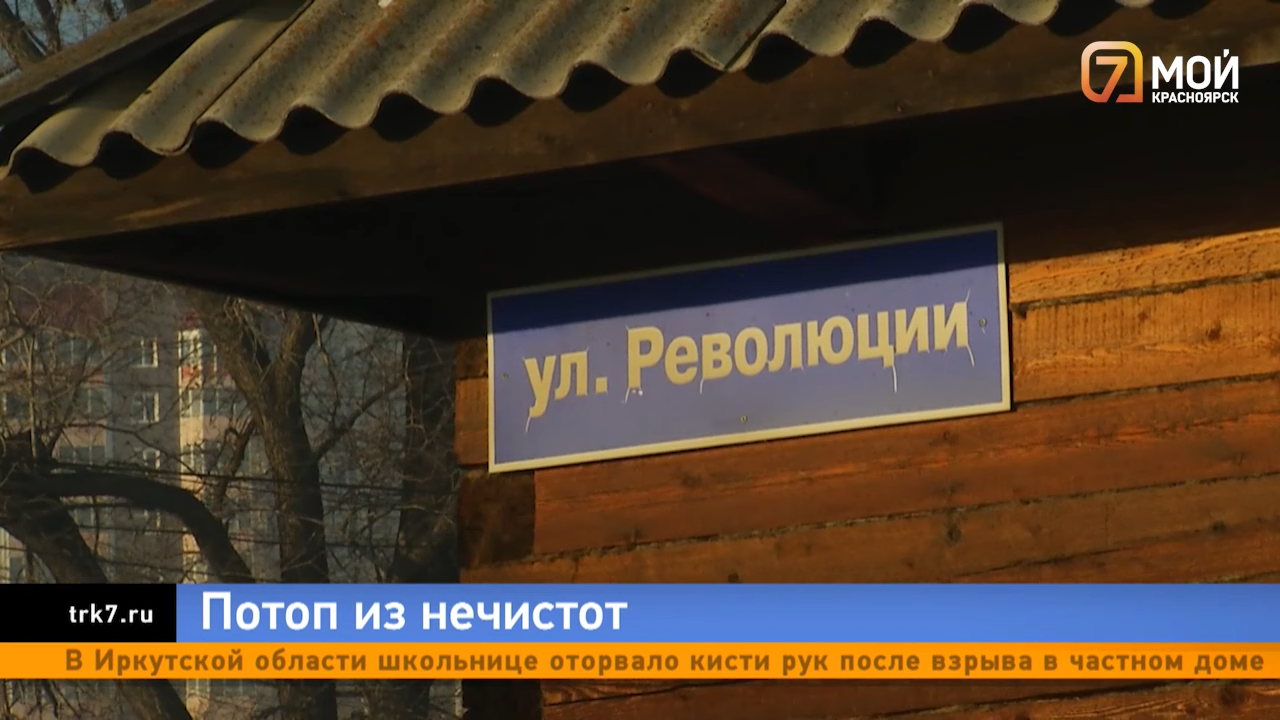 7 МОЙ
КРАСНОЯРСК
ул. Революции
trk7.ru
Потоп из нечистот
В Иркутской области школьнице оторвало кисти рук после взрыва в частном доме